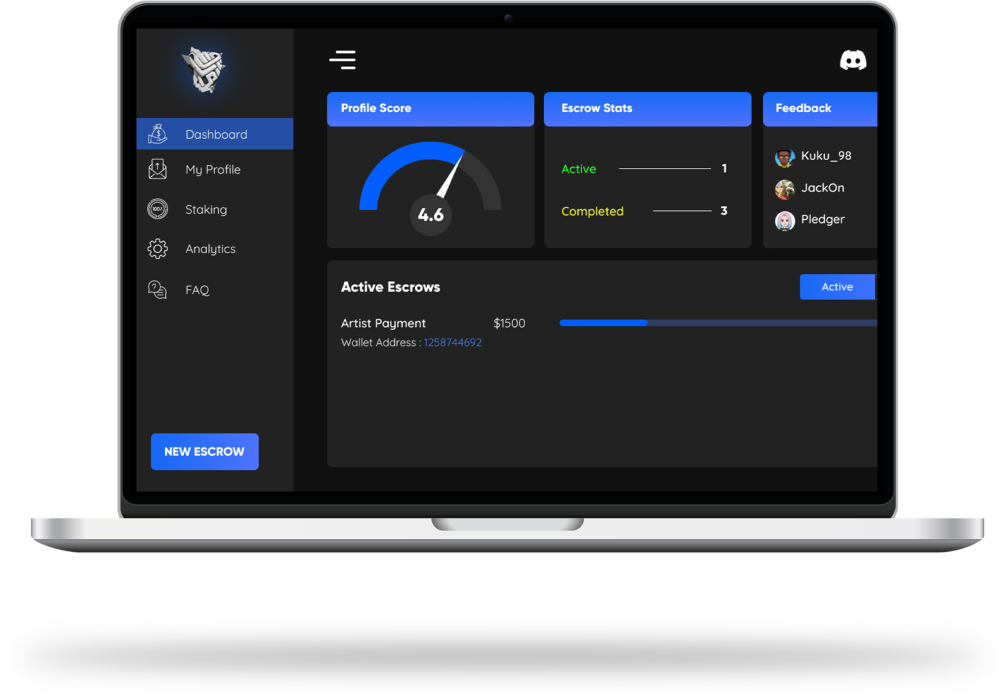 Dashboard
My Profile
Staking
Analytics
FAQ
NEW ESCROW
Profile Score
4.6
Escrow Stats
Active 1
Completed 3
Feedback
Kuku_98
JackOn
Pledger
Active Escrows
Active
Artist Payment $1500
Wallet Address : 1258744692